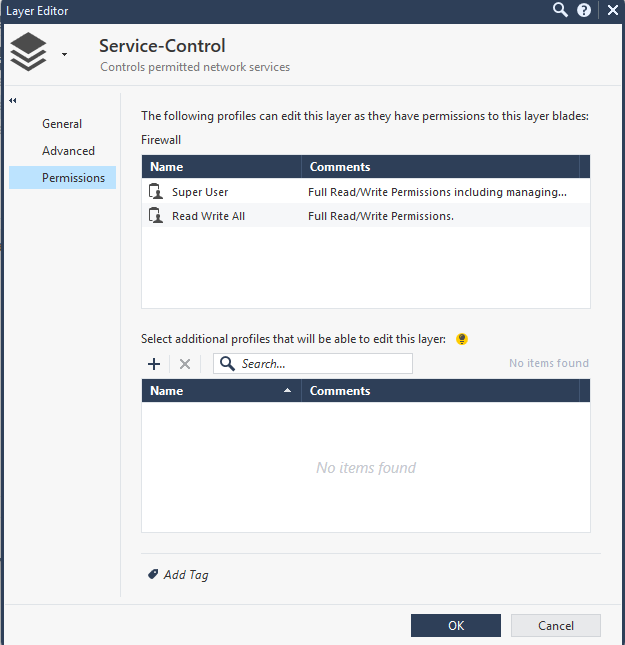 Layer Editor
Service-Control
Controls permitted network services
General
Advanced
Permissions
The following profiles can edit this layer as they have permissions to this layer blades:
Firewall
Name Comments
Super User Full Read/Write Permissions including managing...
Read Write All Full Read/Write Permissions.
Select additional profiles that will be able to edit this layer:
Search... No items found
Name Comments
No items found
Add Tag
OK Cancel